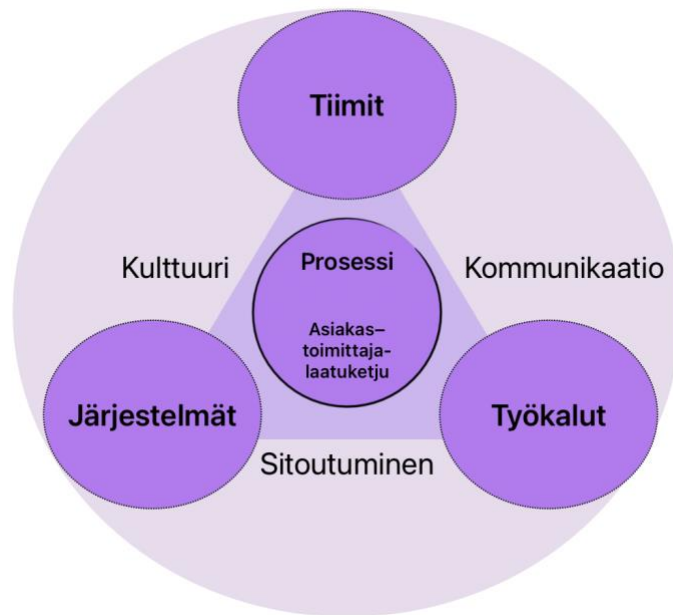 Tiimit
Kulttuuri
Kommunikaatio
Prosessi
Asiakas–
toimittaja-
laatuketju
Järjestelmät
Työkalut
Sitoutuminen